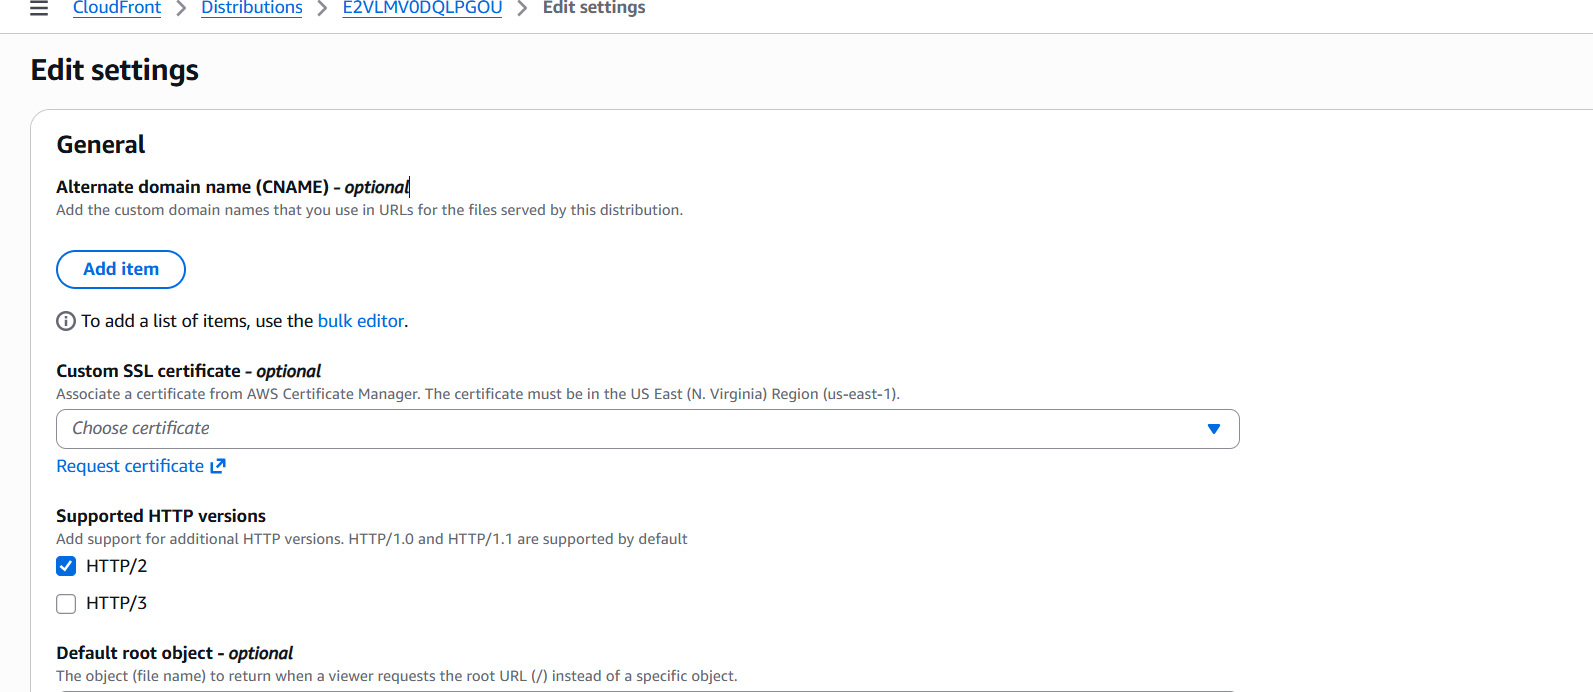 CloudFront > Distributions > E2VLMV0DQLPGOU > Edit settings
Edit settings
General
Alternate domain name (CNAME) - optional
Add the custom domain names that you use in URLs for the files served by this distribution.
Add item
To add a list of items, use the bulk editor.
Custom SSL certificate - optional
Associate a certificate from AWS Certificate Manager. The certificate must be in the US East (N. Virginia) Region (us-east-1).
Choose certificate
Request certificate
Supported HTTP versions
Add support for additional HTTP versions. HTTP/1.0 and HTTP/1.1 are supported by default
HTTP/2
HTTP/3
Default root object - optional
The object (file name) to return when a viewer requests the root URL (/) instead of a specific object.